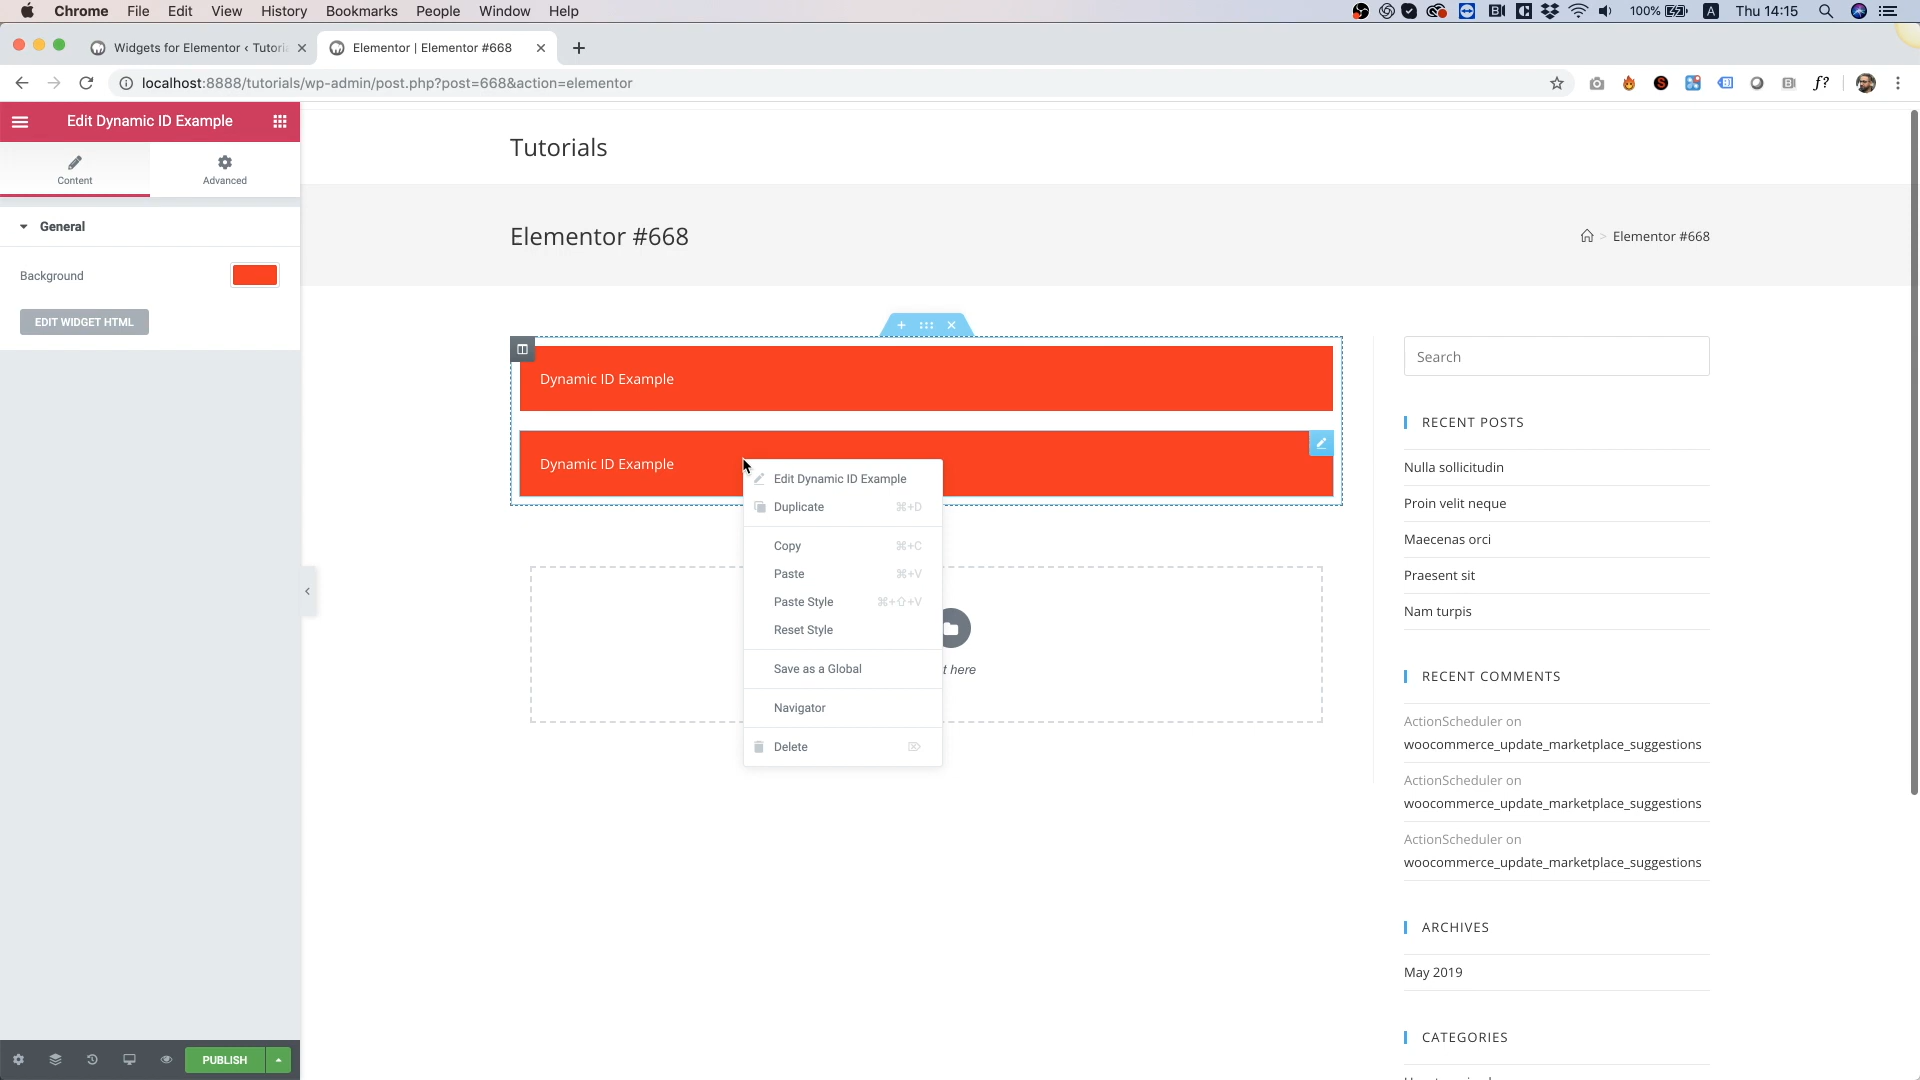 Chrome File Edit View History Bookmarks People Window Help 100% A Thu 14:15
Widgets for Elementor ‹ Tutori
Elementor | Elementor #668
localhost:8888/tutorials/wp-admin/post.php?post=668&action=elementor
f?
Edit Dynamic ID Example
Content
Advanced
General
Background
EDIT WIDGET HTML
PUBLISH
Tutorials
Elementor #668
> Elementor #668
Dynamic ID Example
Dynamic ID Example
Edit Dynamic ID Example
Duplicate ⌘+D
Copy ⌘+C
Paste ⌘+V
Paste Style ⌘+⇧+V
Reset Style
Save as a Global
Navigator
Delete ⌦
t here
Search
RECENT POSTS
Nulla sollicitudin
Proin velit neque
Maecenas orci
Praesent sit
Nam turpis
RECENT COMMENTS
ActionScheduler on
woocommerce_update_marketplace_suggestions
ActionScheduler on
woocommerce_update_marketplace_suggestions
ActionScheduler on
woocommerce_update_marketplace_suggestions
ARCHIVES
May 2019
CATEGORIES